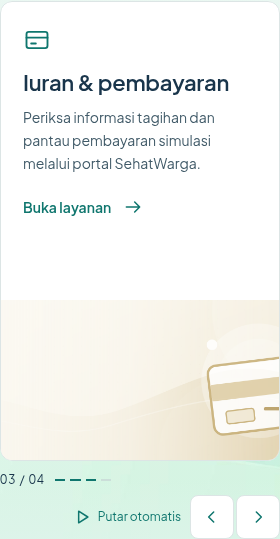 Iuran & pembayaran
Periksa informasi tagihan dan
pantau pembayaran simulasi
melalui portal SehatWarga.
Buka layanan
03 / 04
Putar otomatis